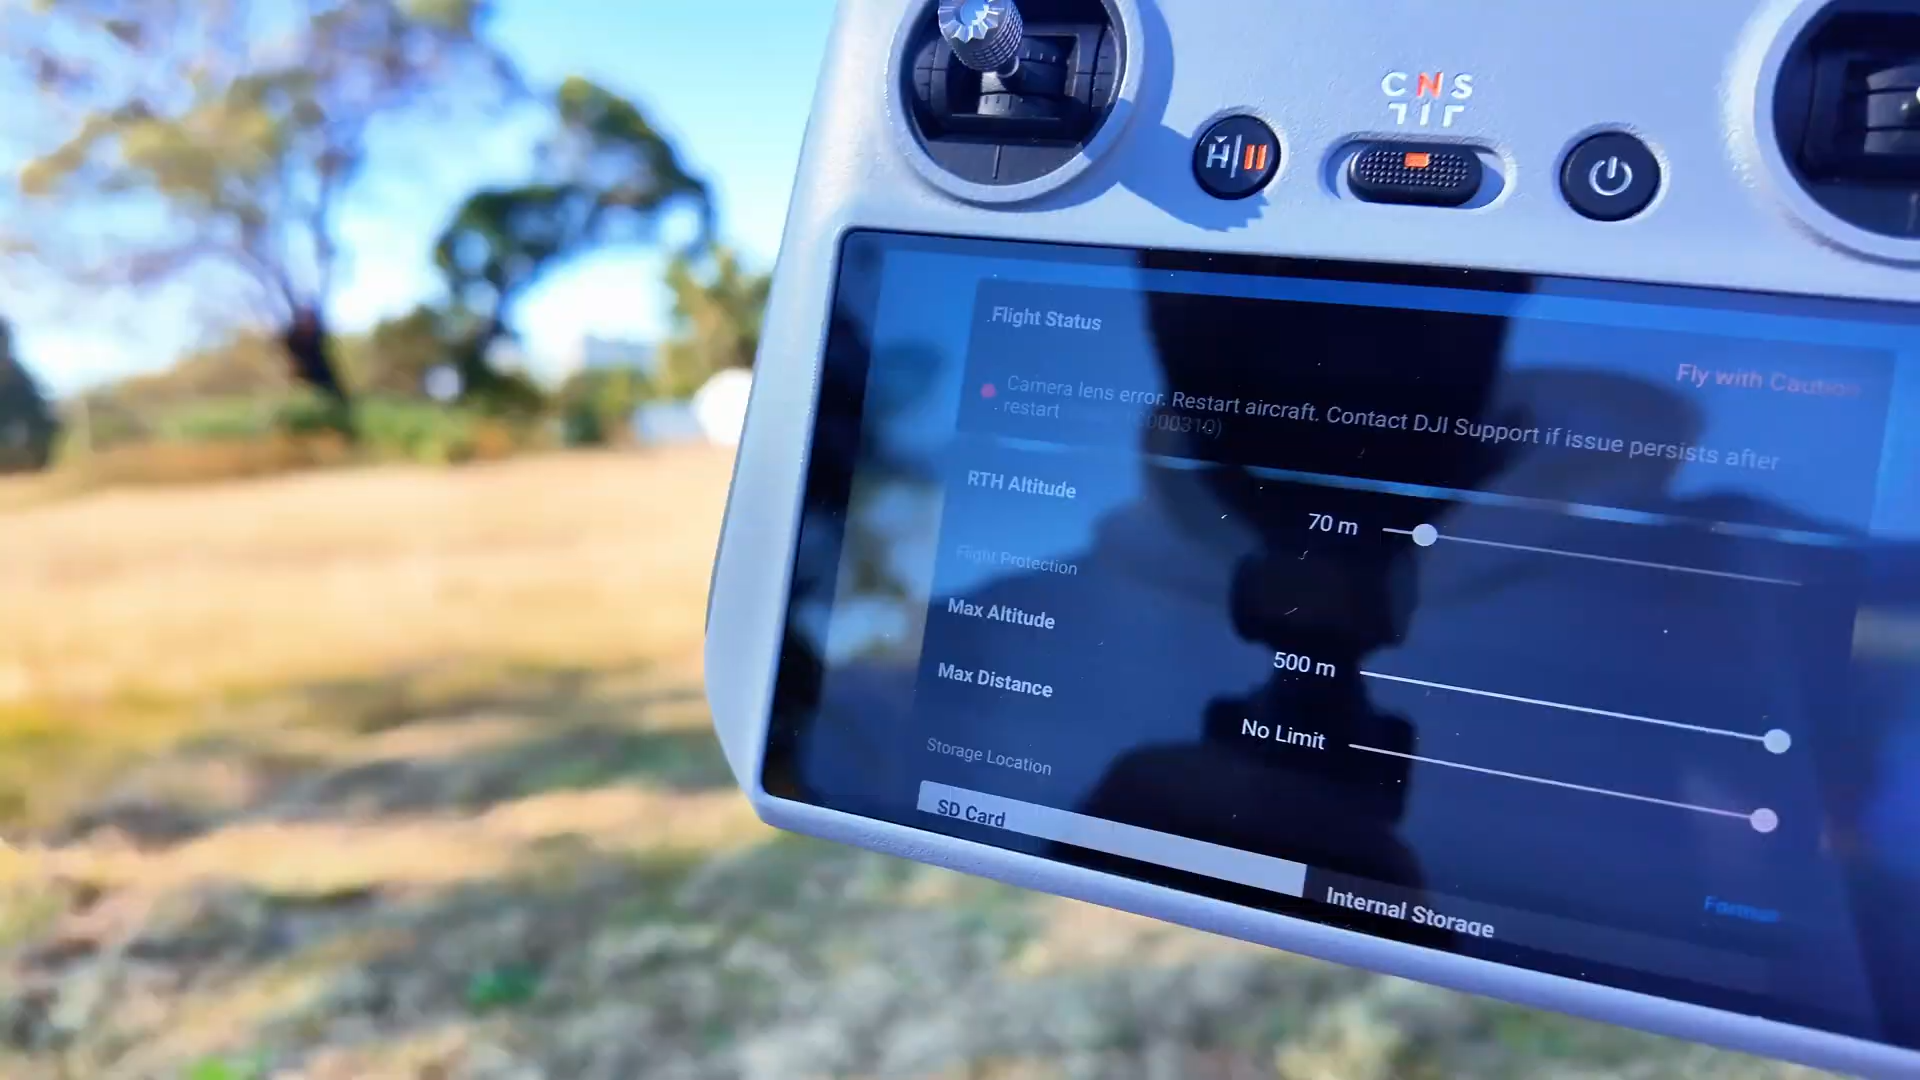 C N S
H
Flight Status
Fly with Caution
Camera lens error. Restart aircraft. Contact DJI Support if issue persists after
restart
RTH Altitude
70 m
Flight Protection
Max Altitude
500 m
Max Distance
No Limit
Storage Location
SD Card
Internal Storage
Format